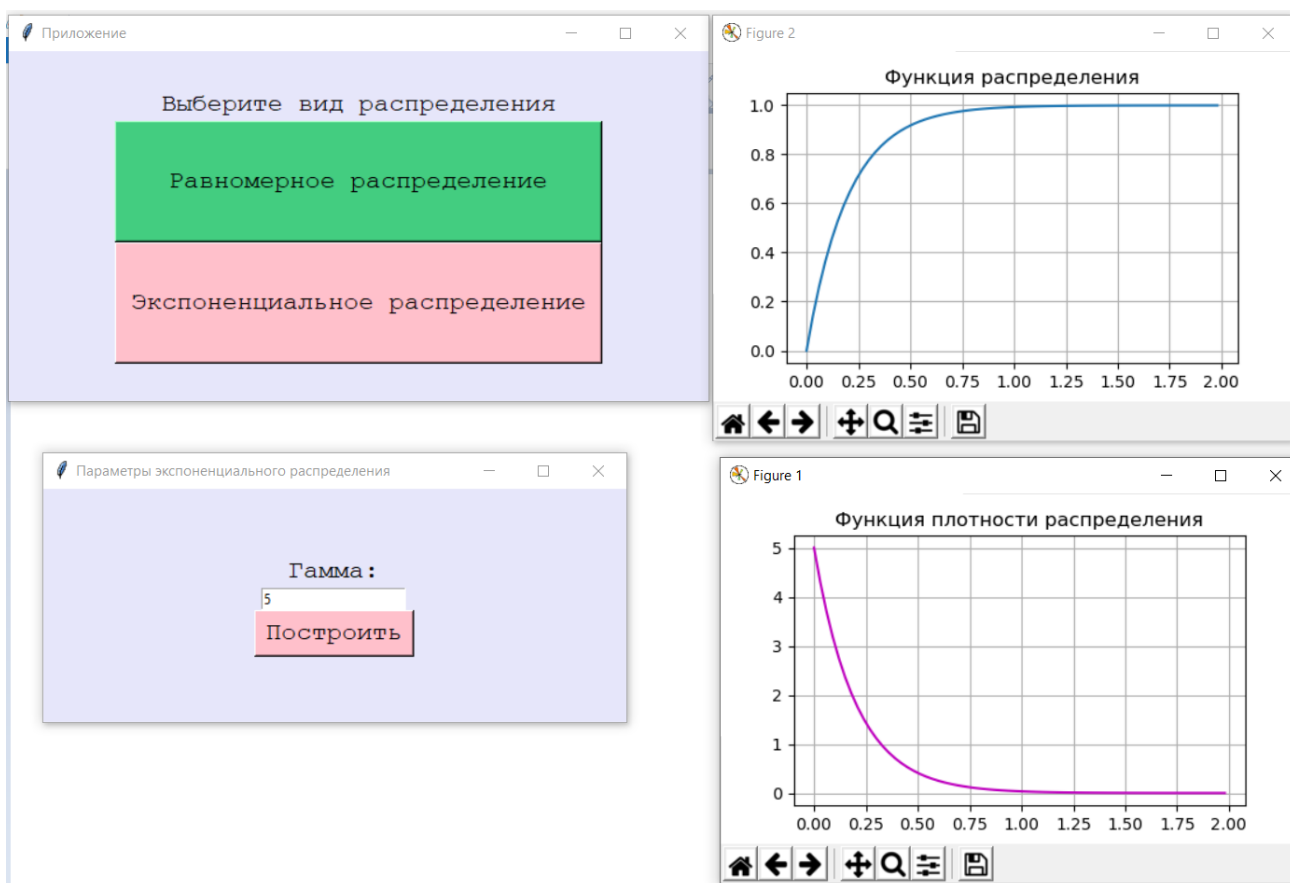 Приложение
Выберите вид распределения
Равномерное распределение
Экспоненциальное распределение
Figure 2
Функция распределения
1.0
0.8
0.6
0.4
0.2
0.0
0.00 0.25 0.50 0.75 1.00 1.25 1.50 1.75 2.00
Параметры экспоненциального распределения
Гамма:
5
Построить
Figure 1
Функция плотности распределения
5
4
3
2
1
0
0.00 0.25 0.50 0.75 1.00 1.25 1.50 1.75 2.00